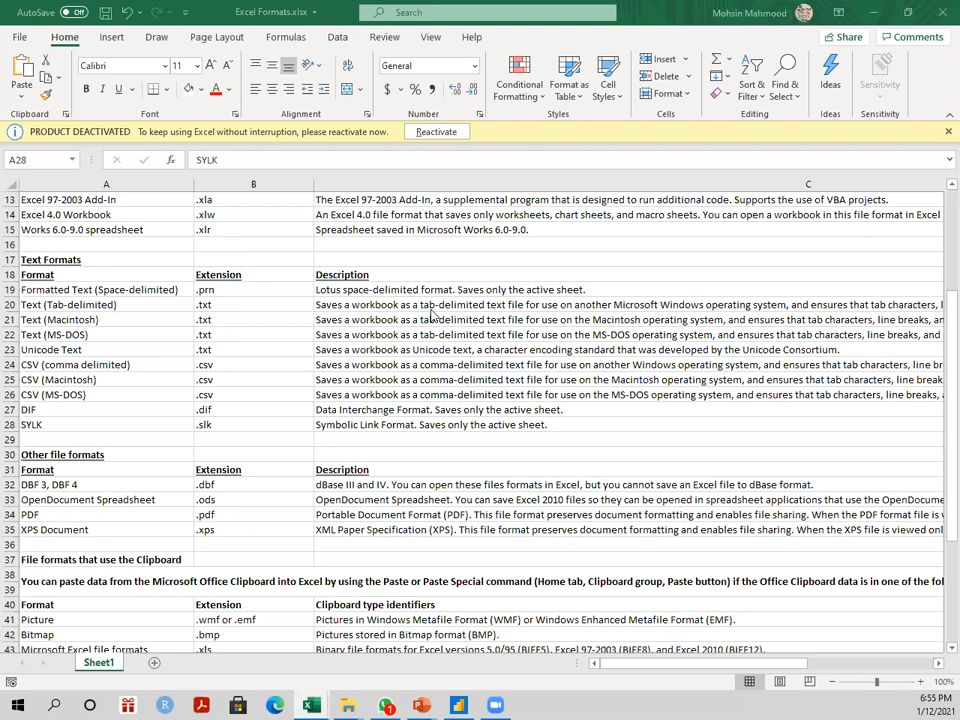 AutoSave Off Excel Formats.xlsx Search Mohsin Mahmood
File Home Insert Draw Page Layout Formulas Data Review View Help Share Comments
Paste Calibri 11 A A General Conditional Formatting Format as Table Cell Styles Insert Delete Format Sort & Filter Find & Select Ideas Sensitivity
B I U A $ % 9
Clipboard Font Alignment Number Styles Cells Editing Ideas Sensitivity
PRODUCT DEACTIVATED To keep using Excel without interruption, please reactivate now. Reactivate
A28 fx SYLK
A B C
13 Excel 97-2003 Add-In .xla The Excel 97-2003 Add-In, a supplemental program that is designed to run additional code. Supports the use of VBA projects.
14 Excel 4.0 Workbook .xlw An Excel 4.0 file format that saves only worksheets, chart sheets, and macro sheets. You can open a workbook in this file format in Excel
15 Works 6.0-9.0 spreadsheet .xlr Spreadsheet saved in Microsoft Works 6.0-9.0.
16
17 Text Formats
18 Format Extension Description
19 Formatted Text (Space-delimited) .prn Lotus space-delimited format. Saves only the active sheet.
20 Text (Tab-delimited) .txt Saves a workbook as a tab-delimited text file for use on another Microsoft Windows operating system, and ensures that tab characters, l
21 Text (Macintosh) .txt Saves a workbook as a tab-delimited text file for use on the Macintosh operating system, and ensures that tab characters, line breaks, an
22 Text (MS-DOS) .txt Saves a workbook as a tab-delimited text file for use on the MS-DOS operating system, and ensures that tab characters, line breaks, and
23 Unicode Text .txt Saves a workbook as Unicode text, a character encoding standard that was developed by the Unicode Consortium.
24 CSV (comma delimited) .csv Saves a workbook as a comma-delimited text file for use on another Windows operating system, and ensures that tab characters, line br
25 CSV (Macintosh) .csv Saves a workbook as a comma-delimited text file for use on the Macintosh operating system, and ensures that tab characters, line break
26 CSV (MS-DOS) .csv Saves a workbook as a comma-delimited text file for use on the MS-DOS operating system, and ensures that tab characters, line breaks,
27 DIF .dif Data Interchange Format. Saves only the active sheet.
28 SYLK .slk Symbolic Link Format. Saves only the active sheet.
29
30 Other file formats
31 Format Extension Description
32 DBF 3, DBF 4 .dbf dBase III and IV. You can open these files formats in Excel, but you cannot save an Excel file to dBase format.
33 OpenDocument Spreadsheet .ods OpenDocument Spreadsheet. You can save Excel 2010 files so they can be opened in spreadsheet applications that use the OpenDocume
34 PDF .pdf Portable Document Format (PDF). This file format preserves document formatting and enables file sharing. When the PDF format file is v
35 XPS Document .xps XML Paper Specification (XPS). This file format preserves document formatting and enables file sharing. When the XPS file is viewed onl
36
37 File formats that use the Clipboard
38 You can paste data from the Microsoft Office Clipboard into Excel by using the Paste or Paste Special command (Home tab, Clipboard group, Paste button) if the Office Clipboard data is in one of the fol
39
40 Format Extension Clipboard type identifiers
41 Picture .wmf or .emf Pictures in Windows Metafile Format (WMF) or Windows Enhanced Metafile Format (EMF).
42 Bitmap .bmp Pictures stored in Bitmap format (BMP).
43 Microsoft Excel file formats .xls Binary file formats for Excel versions 5.0/95 (BIFF5), Excel 97-2003 (BIFF8), and Excel 2010 (BIFF12).
Sheet1
100%
6:55 PM
1/12/2021